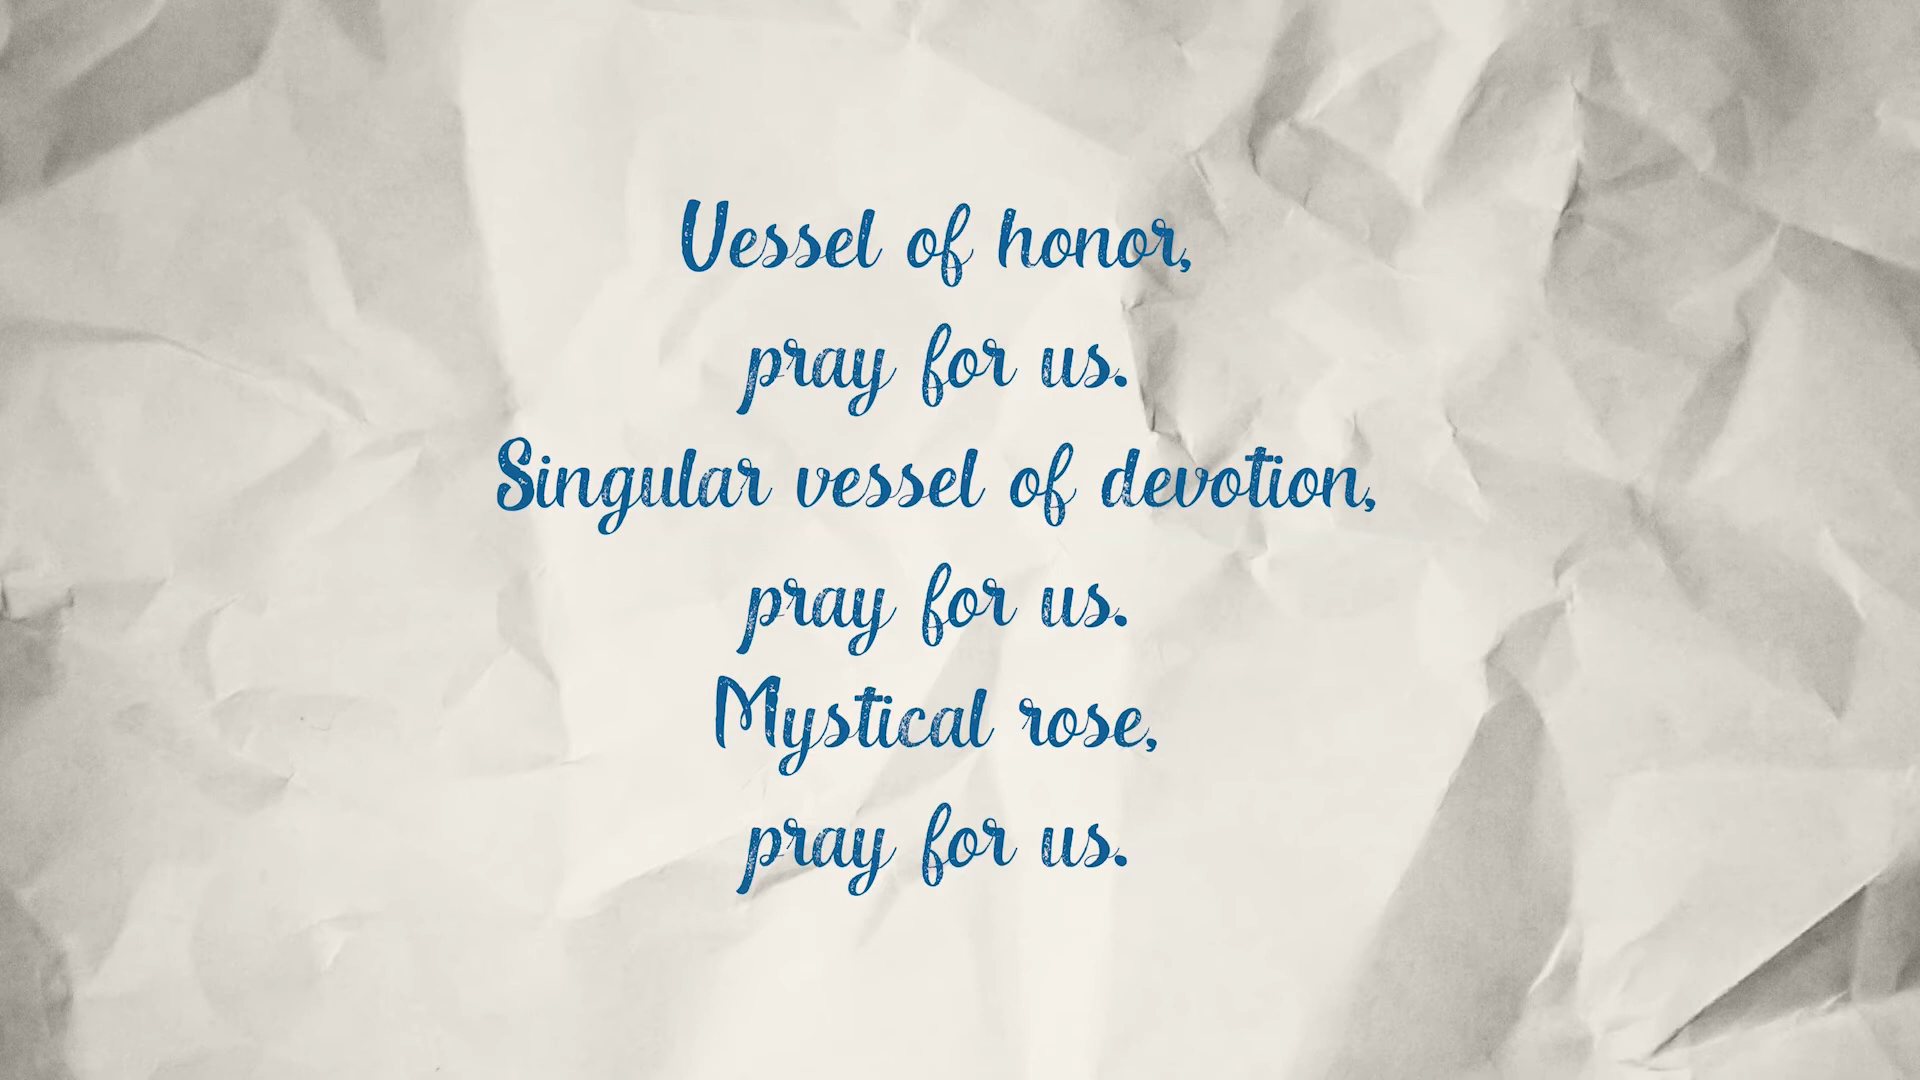 Vessel of honor,
pray for us.
Singular vessel of devotion,
pray for us.
Mystical rose,
pray for us.